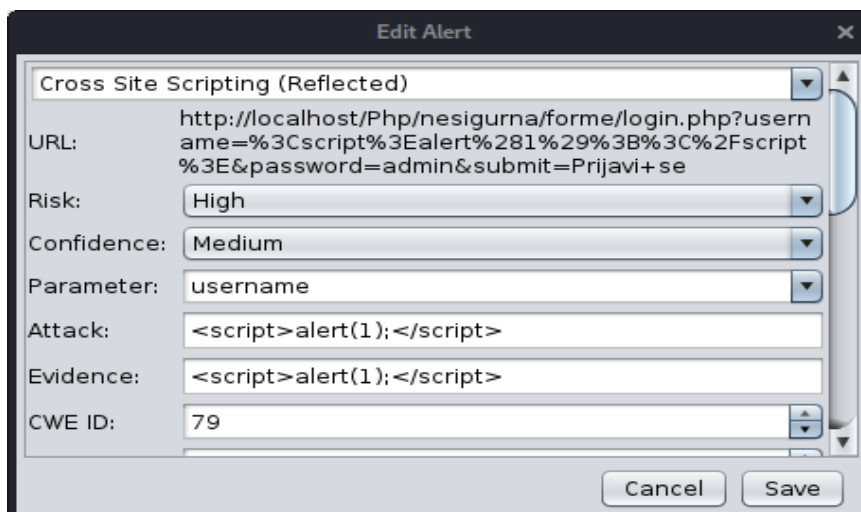 Edit Alert
Cross Site Scripting (Reflected)
URL:
http://localhost/Php/nesigurna/forme/login.php?usern
ame=%3Cscript%3Ealert%281%29%3B%3C%2Fscript
%3E&password=admin&submit=Prijavi+se
Risk: High
Confidence: Medium
Parameter: username
Attack: <script>alert(1);</script>
Evidence: <script>alert(1);</script>
CWE ID: 79
Cancel Save